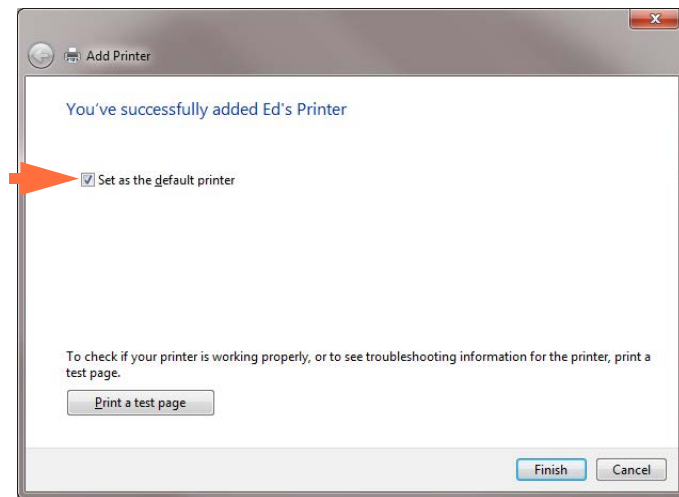 Add Printer
You've successfully added Ed's Printer
Set as the default printer
To check if your printer is working properly, or to see troubleshooting information for the printer, print a
test page.
Print a test page
Finish Cancel